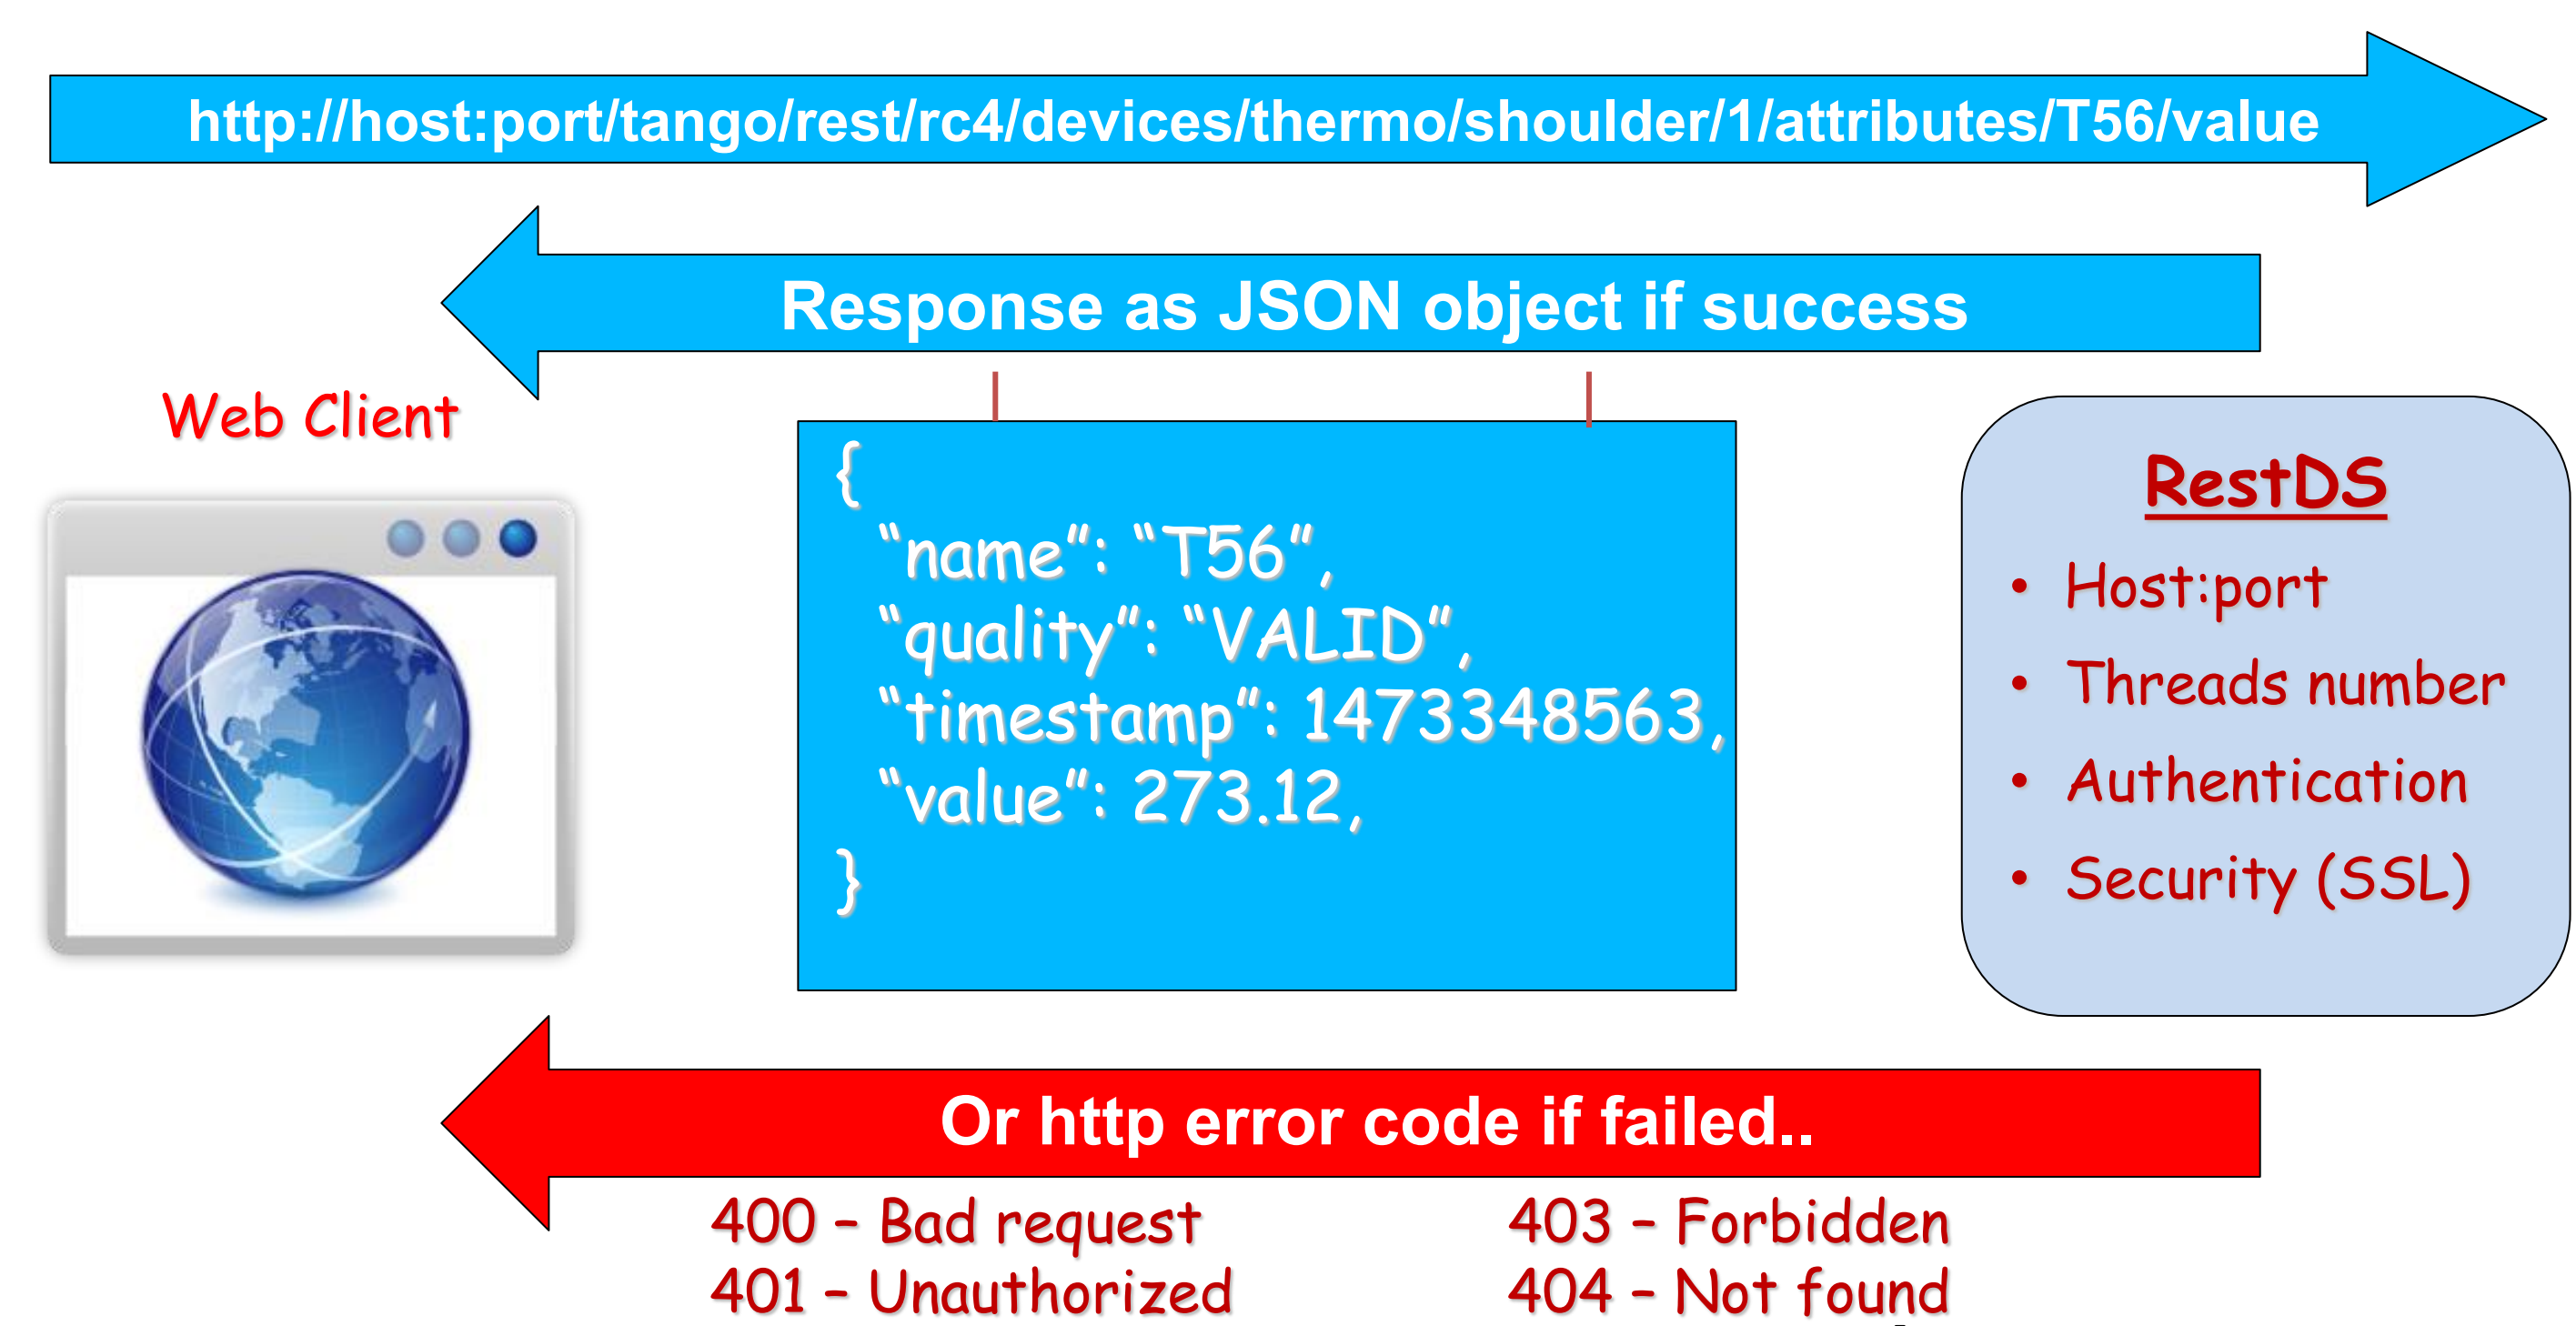 http://host:port/tango/rest/rc4/devices/thermo/shoulder/1/attributes/T56/value
Response as JSON object if success
Web Client
{
“name”: “T56”,
“quality”: “VALID”,
“timestamp”: 1473348563,
“value”: 273.12,
}
RestDS
• Host:port
• Threads number
• Authentication
• Security (SSL)
Or http error code if failed..
400 – Bad request
401 – Unauthorized
403 – Forbidden
404 – Not found